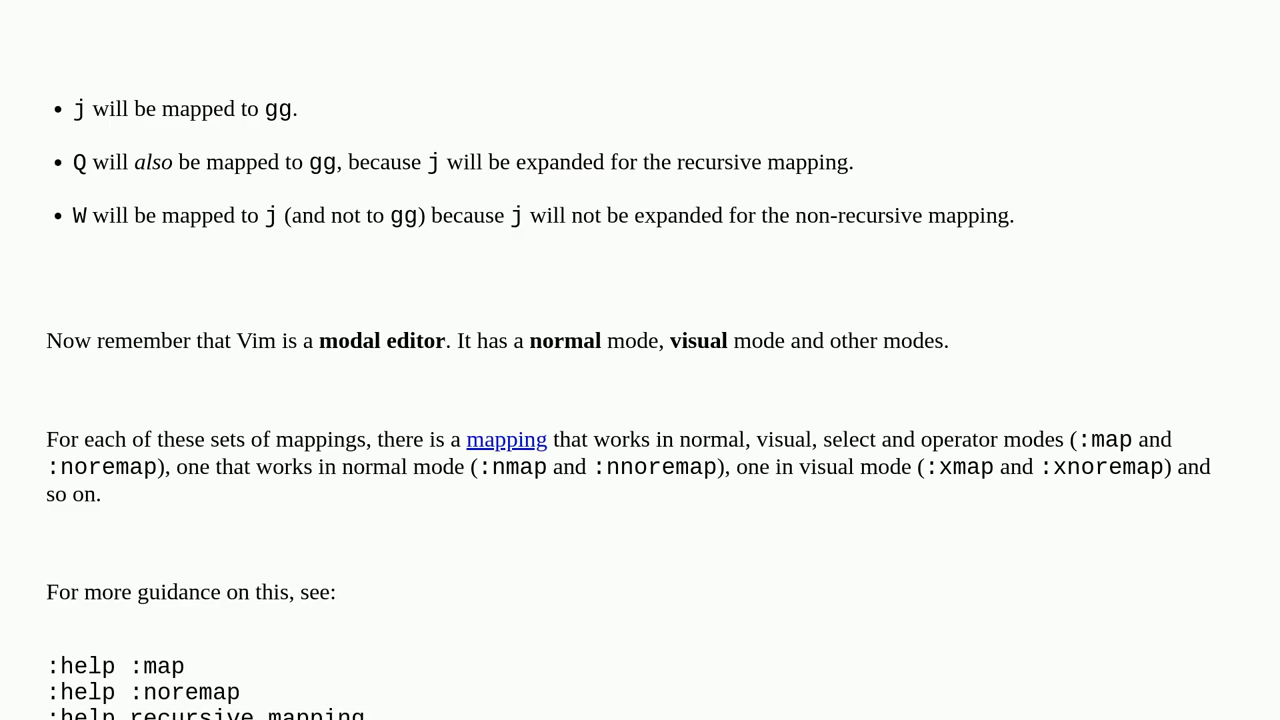 • j will be mapped to gg.
• Q will also be mapped to gg, because j will be expanded for the recursive mapping.
• W will be mapped to j (and not to gg) because j will not be expanded for the non-recursive mapping.
Now remember that Vim is a modal editor. It has a normal mode, visual mode and other modes.
For each of these sets of mappings, there is a mapping that works in normal, visual, select and operator modes (:map and
:noremap), one that works in normal mode (:nmap and :nnoremap), one in visual mode (:xmap and :xnoremap) and
so on.
For more guidance on this, see:
:help :map
:help :noremap
:help recursive_mapping